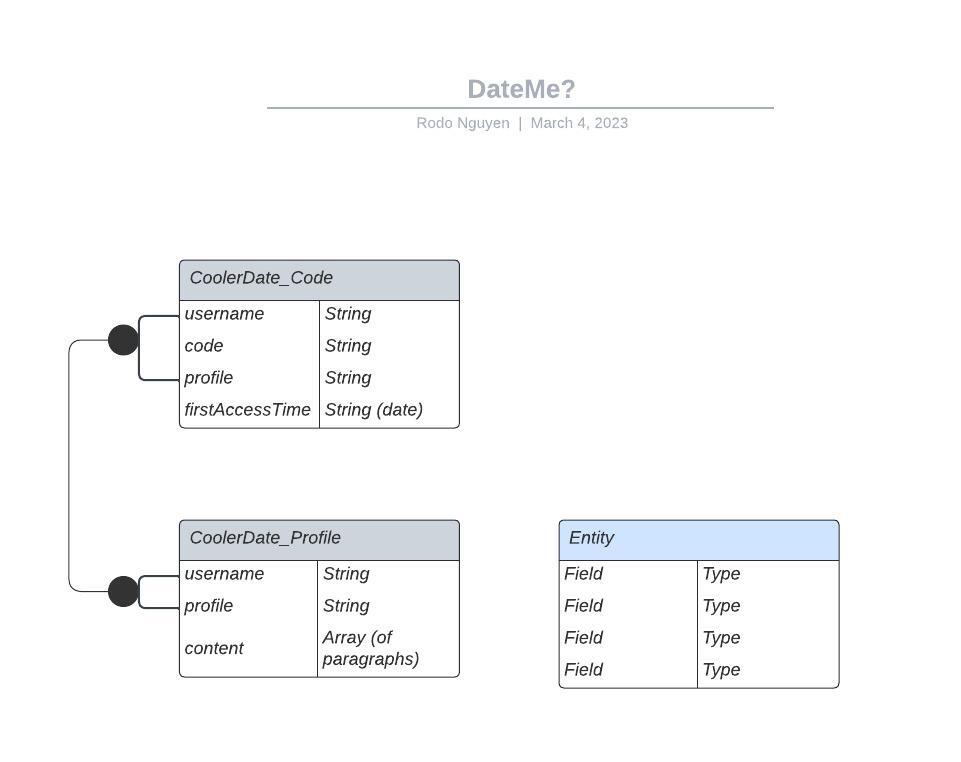 DateMe?
Rodo Nguyen | March 4, 2023
CoolerDate_Code
username String
code String
profile String
firstAccessTime String (date)
CoolerDate_Profile
username String
profile String
content Array (of
paragraphs)
Entity
Field Type
Field Type
Field Type
Field Type